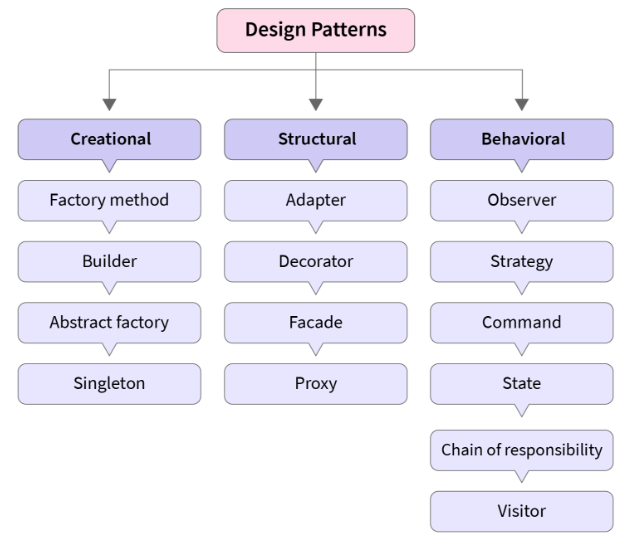 Design Patterns
Creational
Factory method
Builder
Abstract factory
Singleton
Structural
Adapter
Decorator
Facade
Proxy
Behavioral
Observer
Strategy
Command
State
Chain of responsibility
Visitor